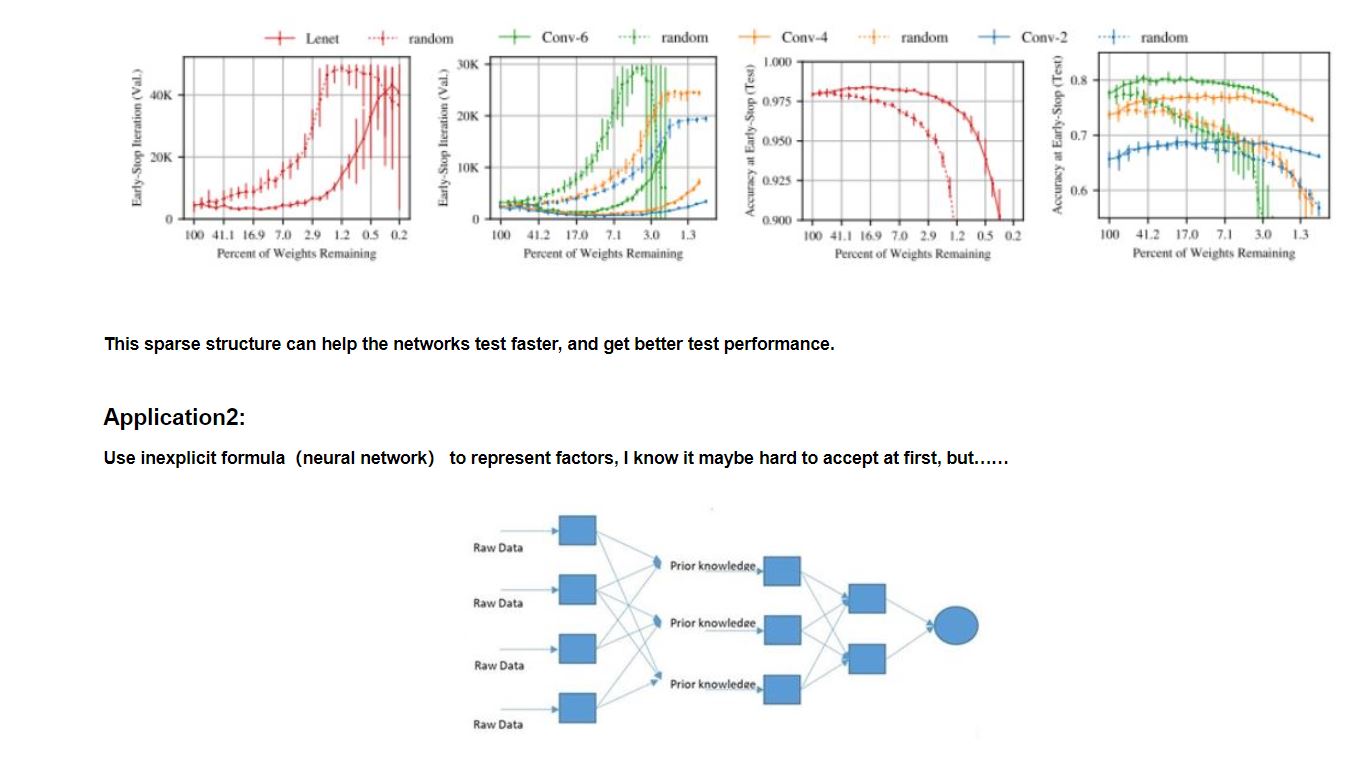 Lenet random Conv-6 random Conv-4 random Conv-2 random
Early-Stop Iteration (Val.)
40K
20K
0
100 41.1 16.9 7.0 2.9 1.2 0.5 0.2
Percent of Weights Remaining
Early-Stop Iteration (Val.)
30K
20K
10K
0
100 41.2 17.0 7.1 3.0 1.3
Percent of Weights Remaining
Accuracy at Early-Stop (Test)
1.000
0.975
0.950
0.925
0.900
100 41.1 16.9 7.0 2.9 1.2 0.5 0.2
Percent of Weights Remaining
Accuracy at Early-Stop (Test)
0.8
0.7
0.6
100 41.2 17.0 7.1 3.0 1.3
Percent of Weights Remaining
This sparse structure can help the networks test faster, and get better test performance.
Application2:
Use inexplicit formula（neural network） to represent factors, I know it maybe hard to accept at first, but……
Raw Data
Raw Data
Raw Data
Raw Data
Prior knowledge
Prior knowledge
Prior knowledge